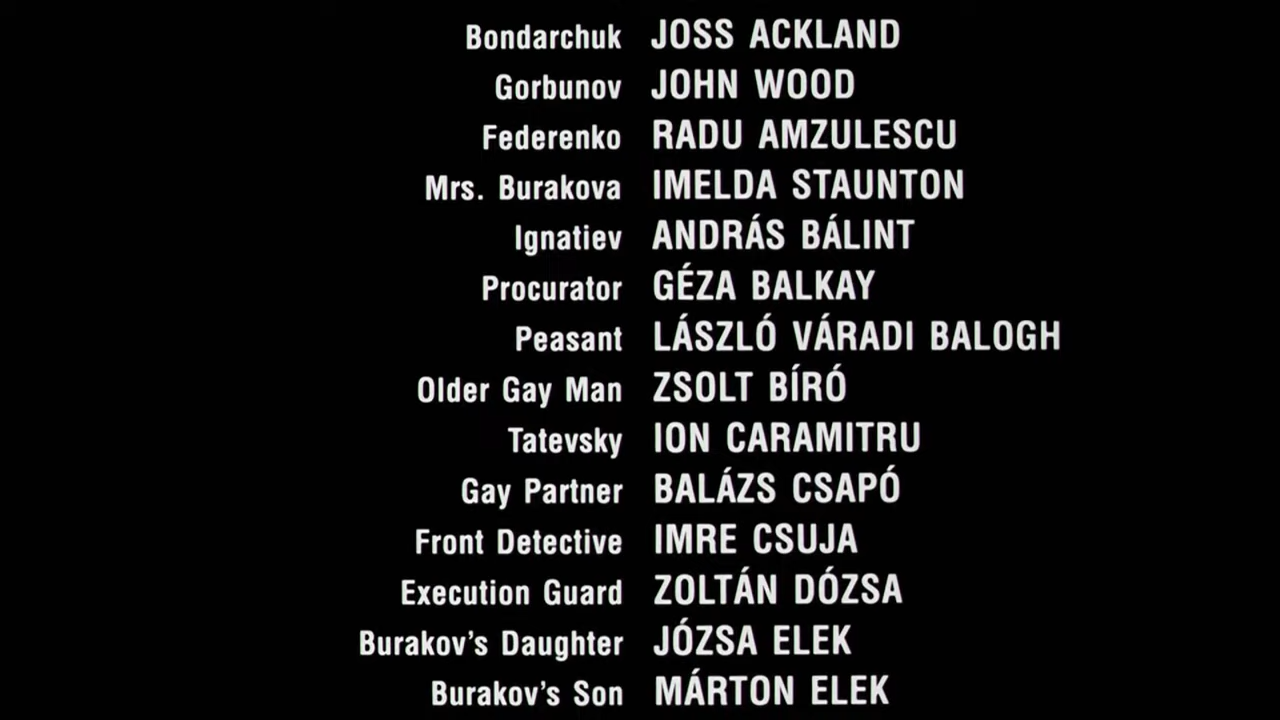 Bondarchuk JOSS ACKLAND
Gorbunov JOHN WOOD
Federenko RADU AMZULESCU
Mrs. Burakova IMELDA STAUNTON
Ignatiev ANDRÁS BÁLINT
Procurator GÉZA BALKAY
Peasant LÁSZLÓ VÁRADI BALOGH
Older Gay Man ZSOLT BÍRÓ
Tatevsky ION CARAMITRU
Gay Partner BALÁZS CSAPÓ
Front Detective IMRE CSUJA
Execution Guard ZOLTÁN DÓZSA
Burakov’s Daughter JÓZSA ELEK
Burakov’s Son MÁRTON ELEK